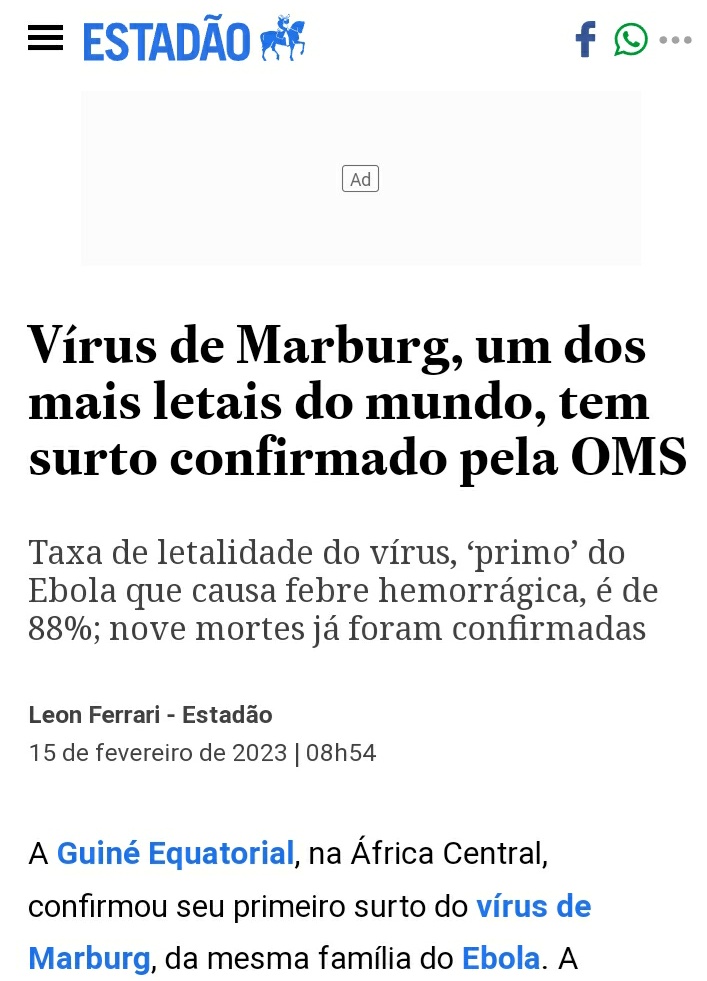 ESTADÃO
Ad
Vírus de Marburg, um dos
mais letais do mundo, tem
surto confirmado pela OMS
Taxa de letalidade do vírus, ‘primo’ do
Ebola que causa febre hemorrágica, é de
88%; nove mortes já foram confirmadas
Leon Ferrari - Estadão
15 de fevereiro de 2023 | 08h54
A Guiné Equatorial, na África Central,
confirmou seu primeiro surto do vírus de
Marburg, da mesma família do Ebola. A